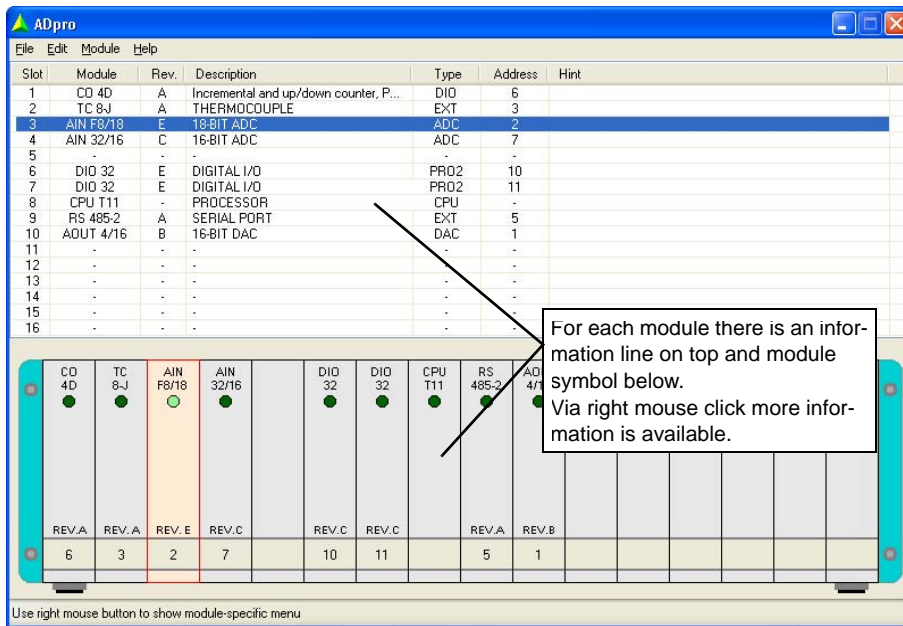 ADpro
File Edit Module Help
Slot Module Rev. Description Type Address Hint
1 CO 4D A Incremental and up/down counter, P... DIO 6
2 TC 8-J A THERMOCOUPLE EXT 3
3 AIN F8/18 E 18-BIT ADC ADC 2
4 AIN 32/16 C 16-BIT ADC ADC 7
5 - - - - -
6 DIO 32 E DIGITAL I/O PRO2 10
7 DIO 32 E DIGITAL I/O PRO2 11
8 CPU T11 - PROCESSOR CPU -
9 RS 485-2 A SERIAL PORT EXT 5
10 AOUT 4/16 B 16-BIT DAC DAC 1
11 - - - - -
12 - - - - -
13 - - - - -
14 - - - - -
15 - - - - -
16 - - - - -
For each module there is an infor-
mation line on top and module
symbol below.
Via right mouse click more infor-
mation is available.
CO TC AIN AIN DIO DIO CPU RS
4D 8-J F8/18 32/16 32 32 T11 485-2
REV.A REV.A REV.E REV.C REV.C REV.C REV.A REV.B
6 3 2 7 10 11 5 1
Use right mouse button to show module-specific menu